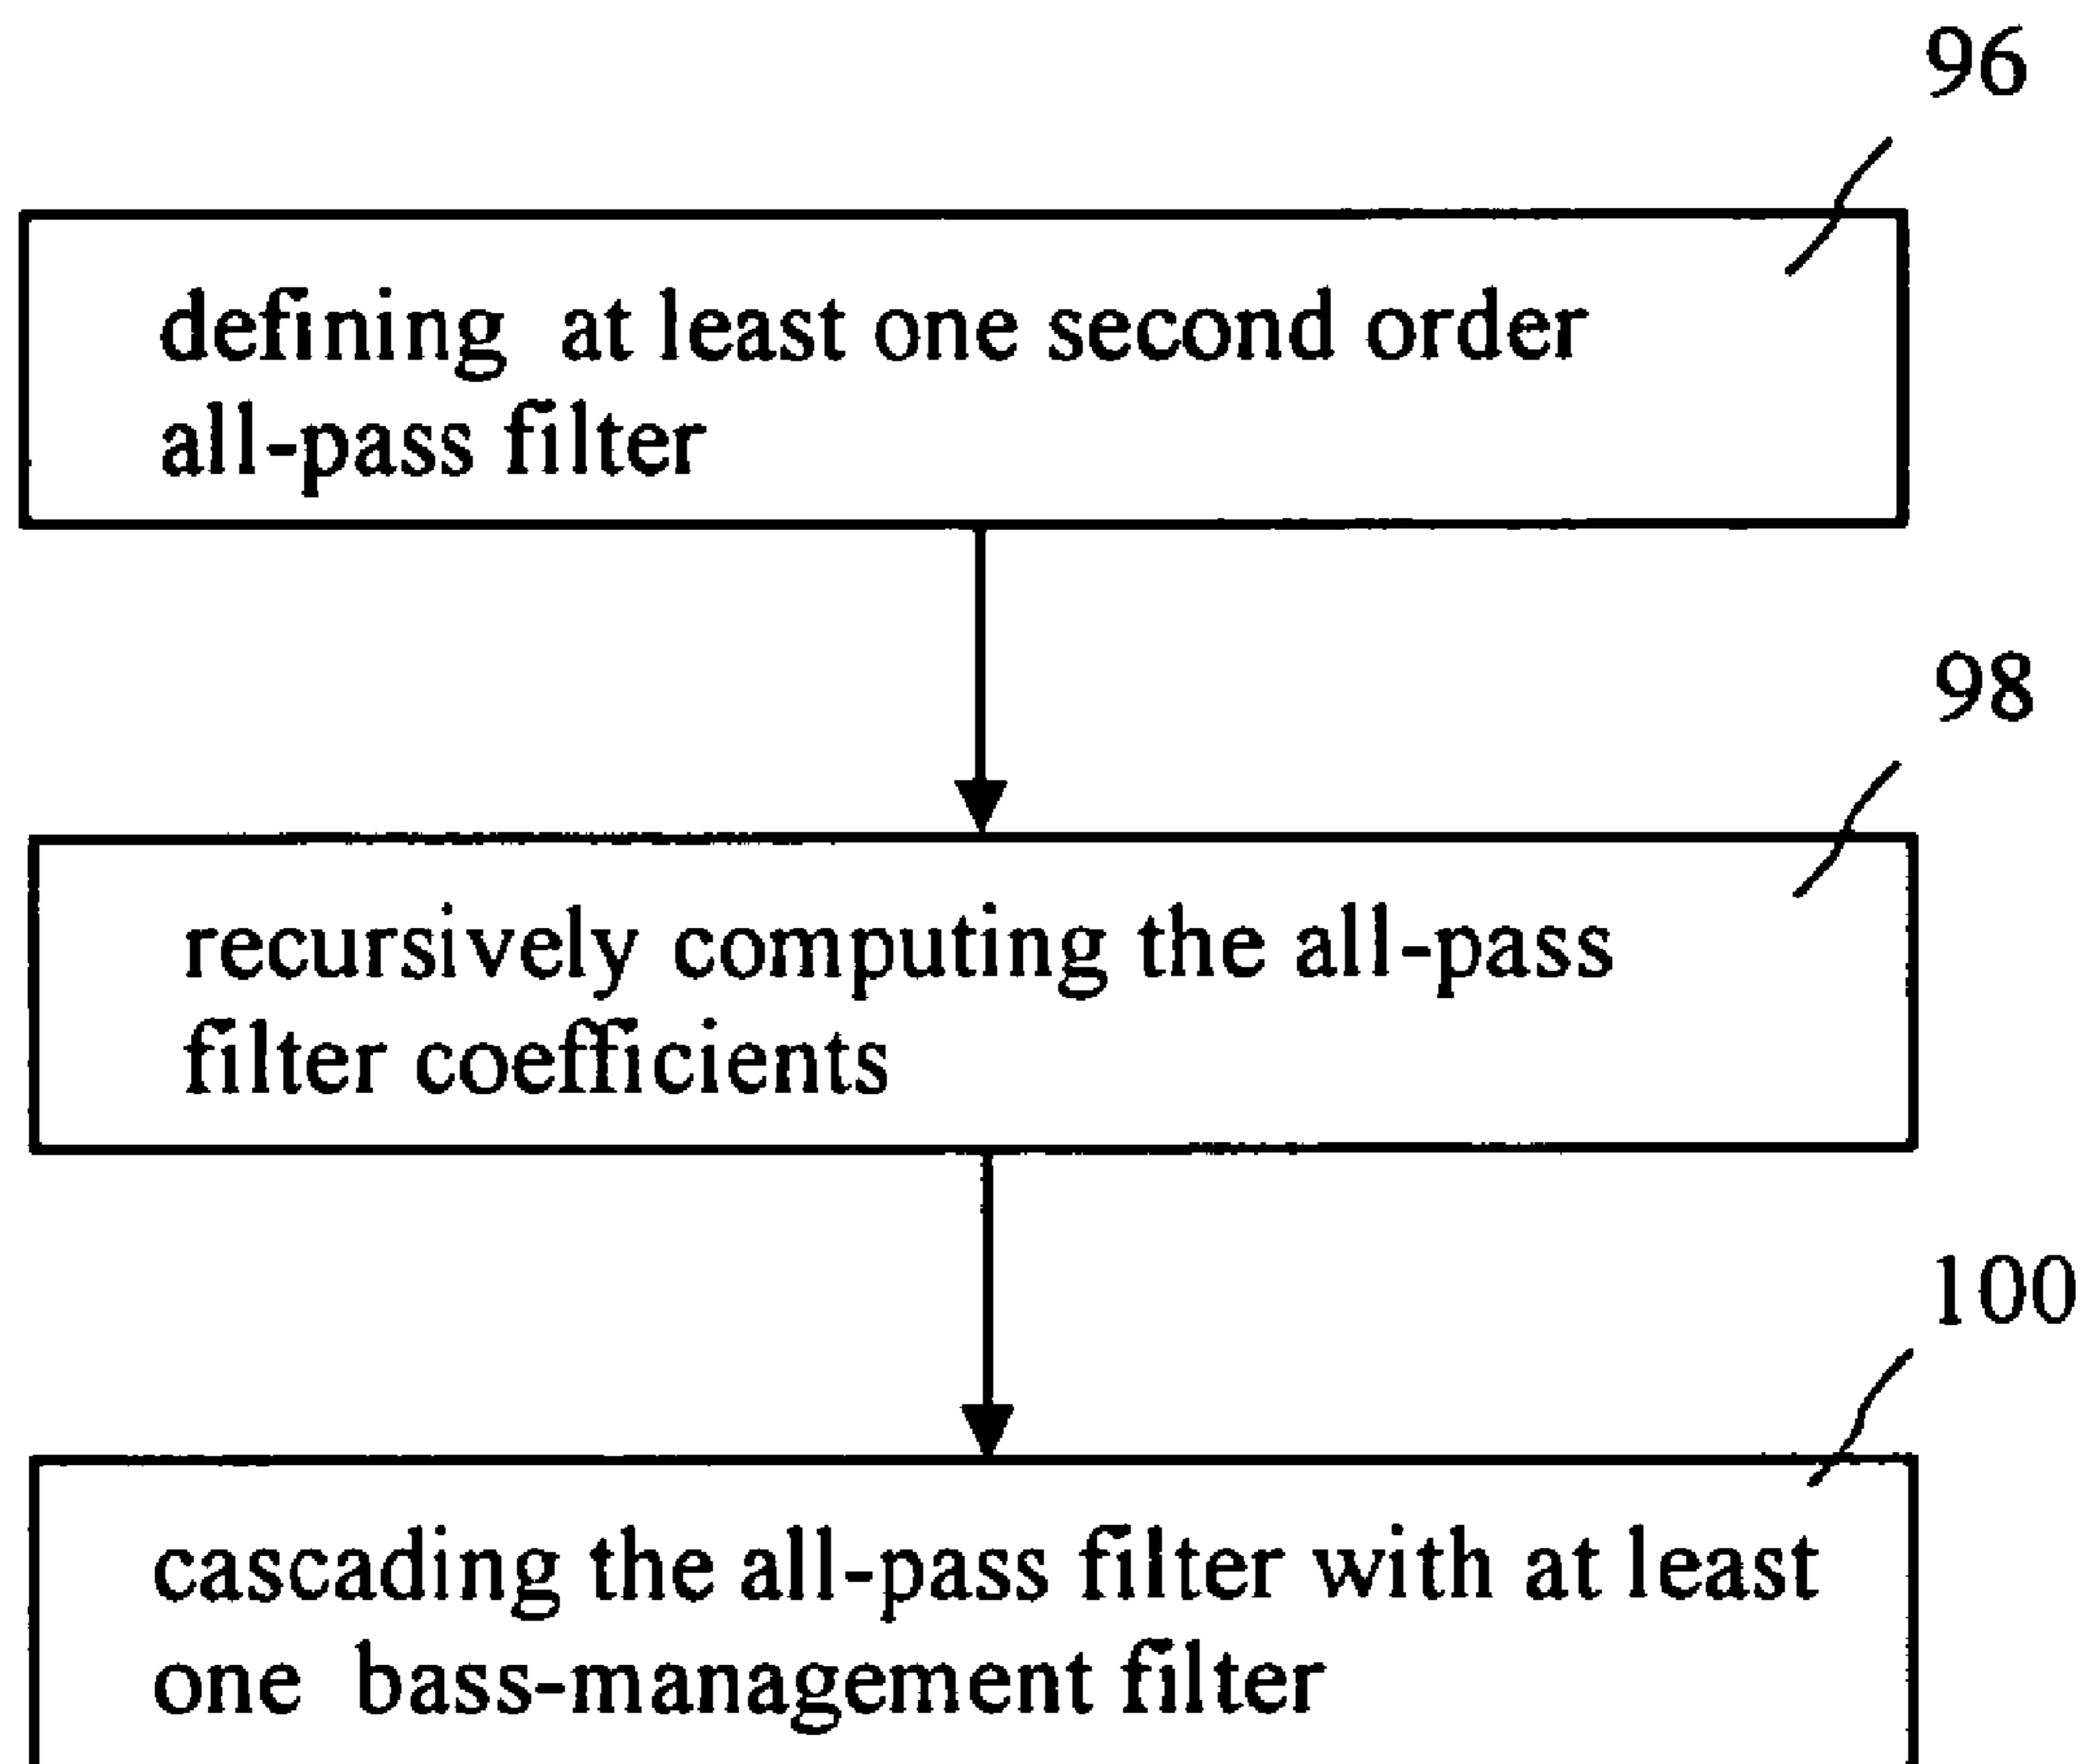 96
defining at least one second order
all-pass filter
98
recursively computing the all-pass
filter coefficients
100
cascading the all-pass filter with at least
one bass-management filter